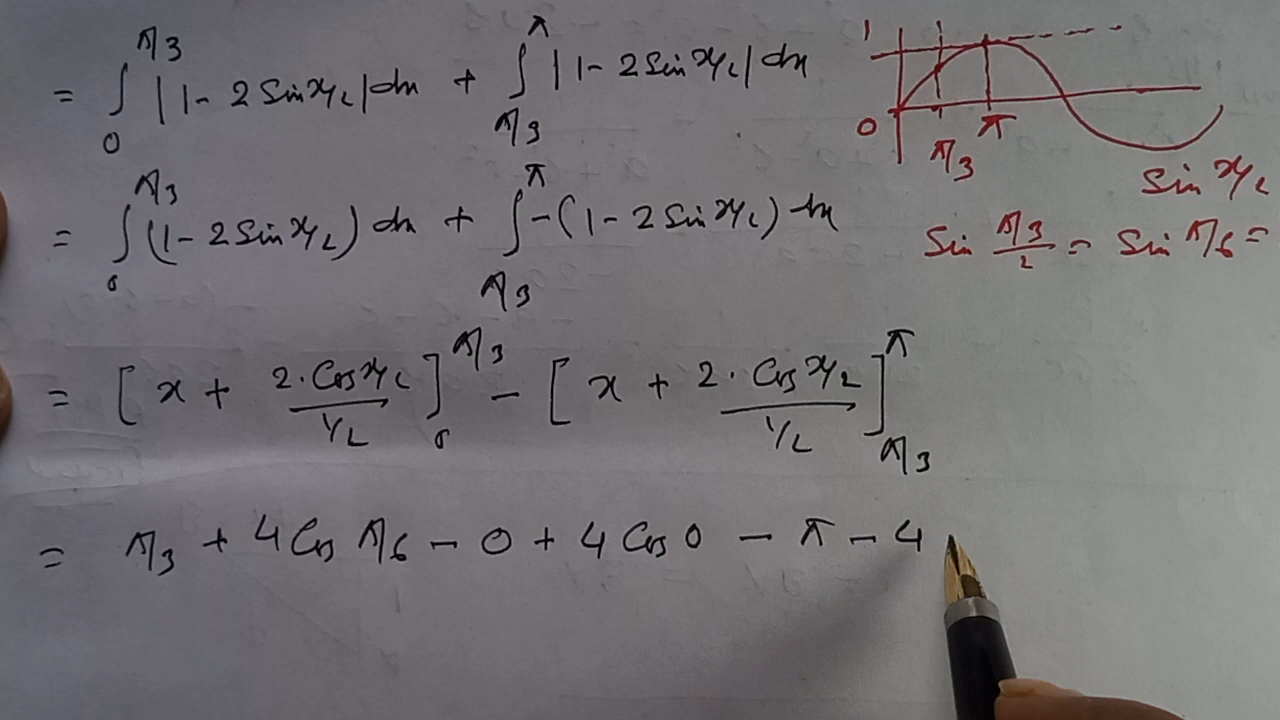 = ∫₀^{π/3} |1 - 2 Sin x/2| dx + ∫_{π/3}^{π} |1 - 2 Sin x/2| dx
= ∫₀^{π/3} (1 - 2 Sin x/2) dx + ∫_{π/3}^{π} -(1 - 2 Sin x/2) dx
= [x + 2·Cos x/2 / 1/2]₀^{π/3} - [x + 2·Cos x/2 / 1/2]_{π/3}^{π}
= π/3 + 4 Cos π/6 - 0 + 4 Cos 0 - π - 4
1
0
π/3 π
Sin x/2
Sin π/3 / 2 = Sin π/6 =